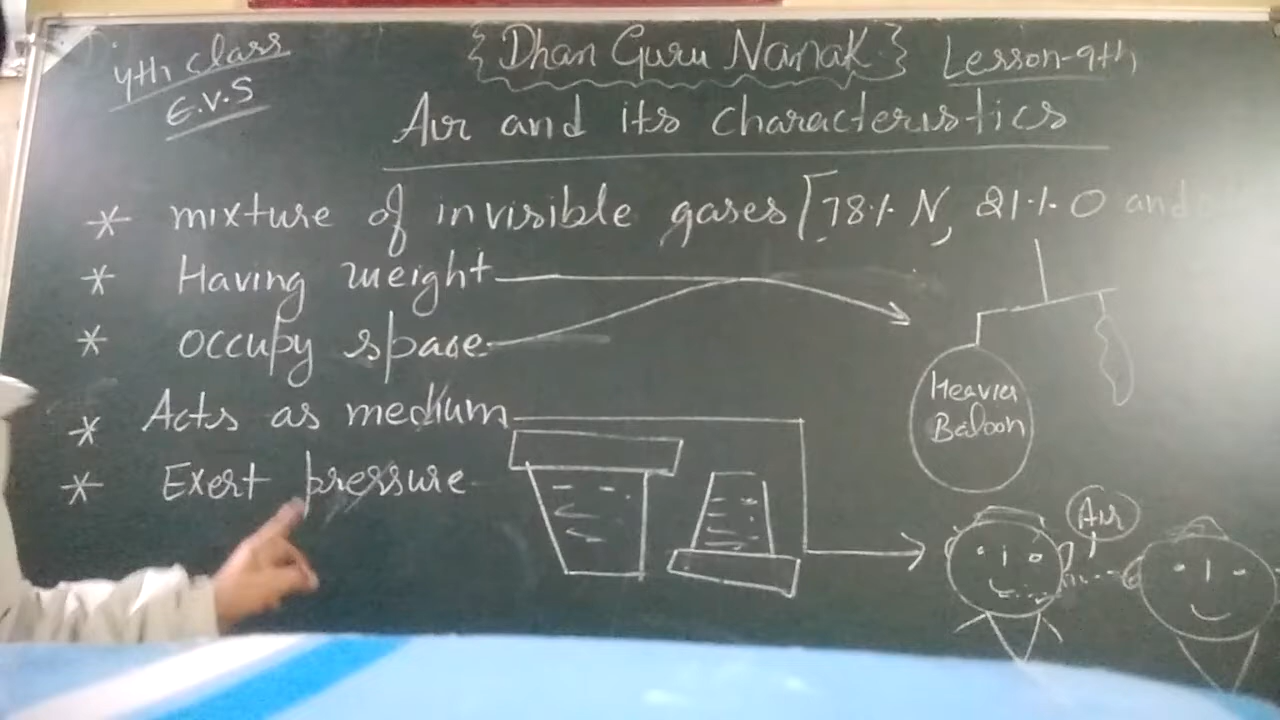 4th class
E.V.S
{Dhan Guru Nanak} Lesson-9th
Air and its characteristics
* mixture of invisible gases [78% N, 21% O and
* Having weight
* occupy space
* Acts as medium
* Exert pressure
Heavier
Baloon
Air